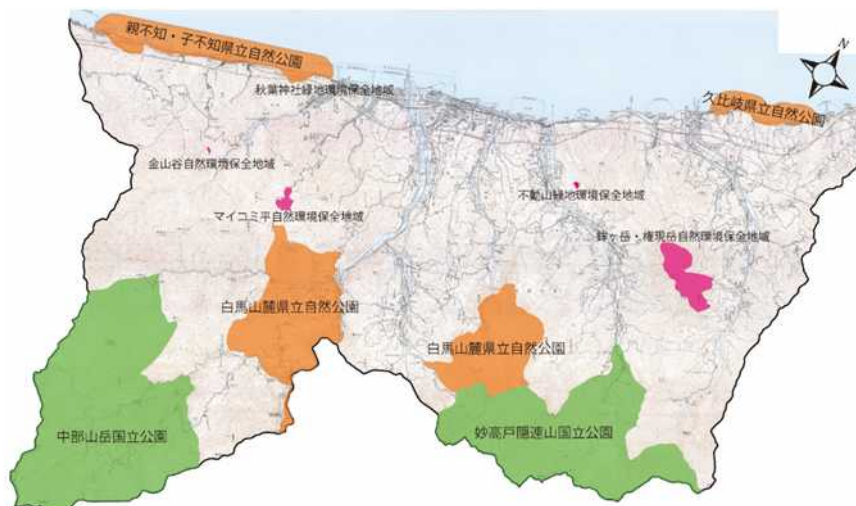 親不知・子不知県立自然公園
N
秋葉神社緑地環境保全地域
久比岐県立自然公園
金山谷自然環境保全地域
不動山緑地環境保全地域
マイコミ平自然環境保全地域
鉾ヶ岳・権現岳自然環境保全地域
白馬山麓県立自然公園
白馬山麓県立自然公園
中部山岳国立公園
妙高戸隠連山国立公園